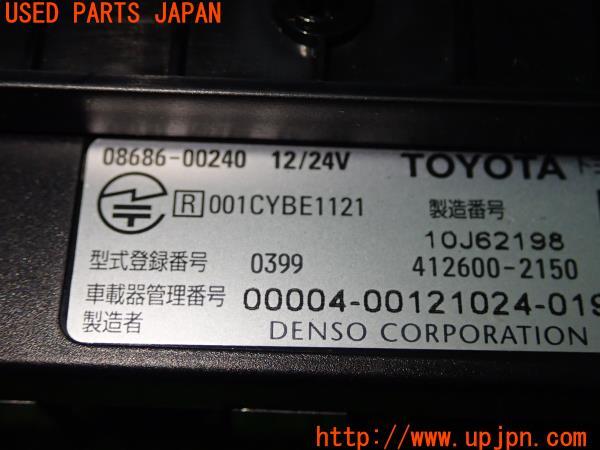 USED PARTS JAPAN
08686-00240 12/24V TOYOTA
R 001CYBE1121 製造番号
10J62198
型式登録番号 0399 412600-2150
車載器管理番号 00004-00121024-019
製造者 DENSO CORPORATION
UPJ
http://www.upjpn.com/